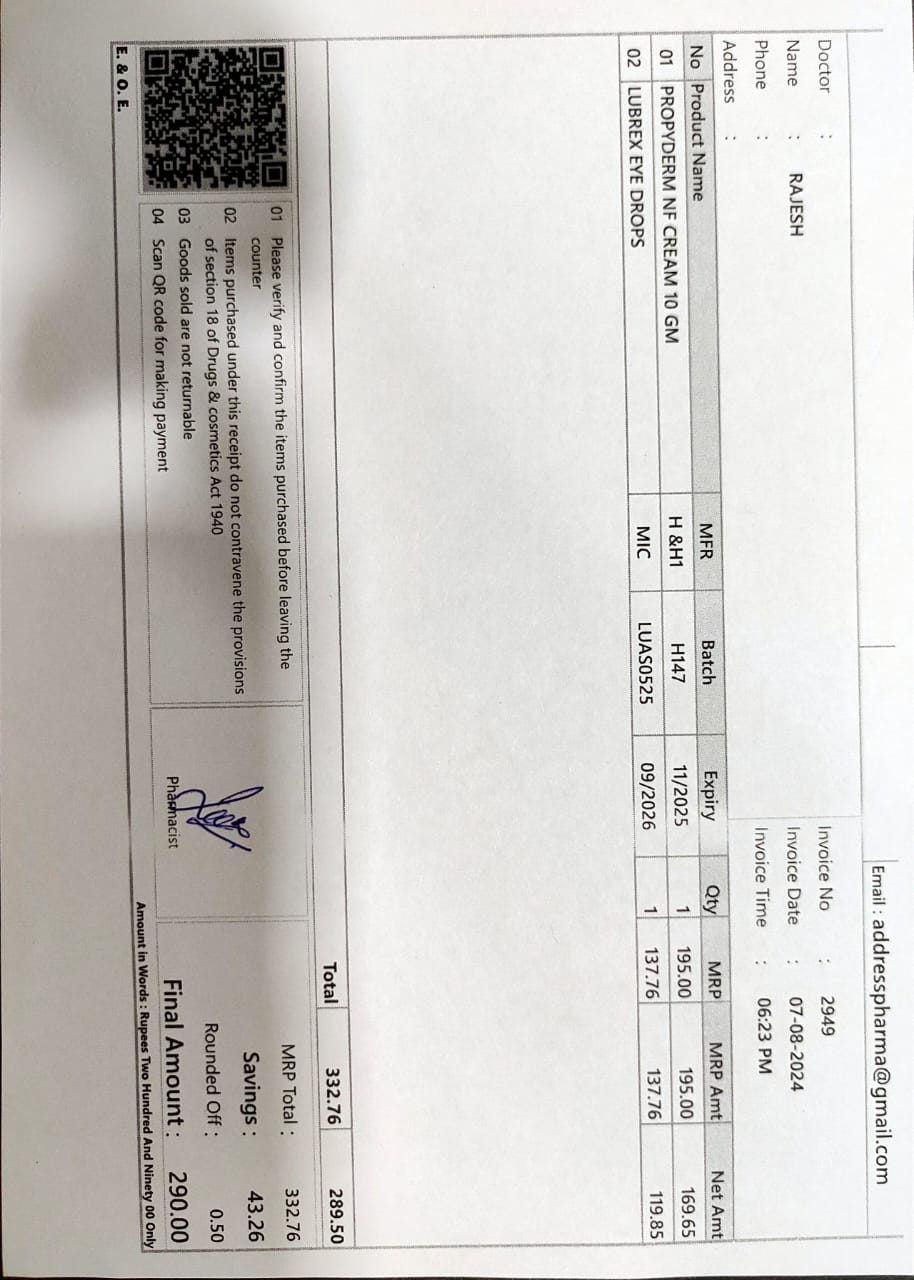 Email : addresspharma@gmail.com
Doctor :
Name : RAJESH
Phone :
Address :
Invoice No : 2949
Invoice Date : 07-08-2024
Invoice Time : 06:23 PM
No Product Name MFR Batch Expiry Qty MRP MRP Amt Net Amt
01 PROPYDERM NF CREAM 10 GM H &H1 H147 11/2025 1 195.00 195.00 169.65
02 LUBREX EYE DROPS MIC LUAS0525 09/2026 1 137.76 137.76 119.85
Total 332.76 289.50
01 Please verify and confirm the items purchased before leaving the
counter
02 Items purchased under this receipt do not contravene the provisions
of section 18 of Drugs & cosmetics Act 1940
03 Goods sold are not returnable
04 Scan QR code for making payment
Pharmacist
MRP Total : 332.76
Savings : 43.26
Rounded Off : 0.50
Final Amount : 290.00
Amount in Words : Rupees Two Hundred And Ninety 00 Only
E. & O. E.